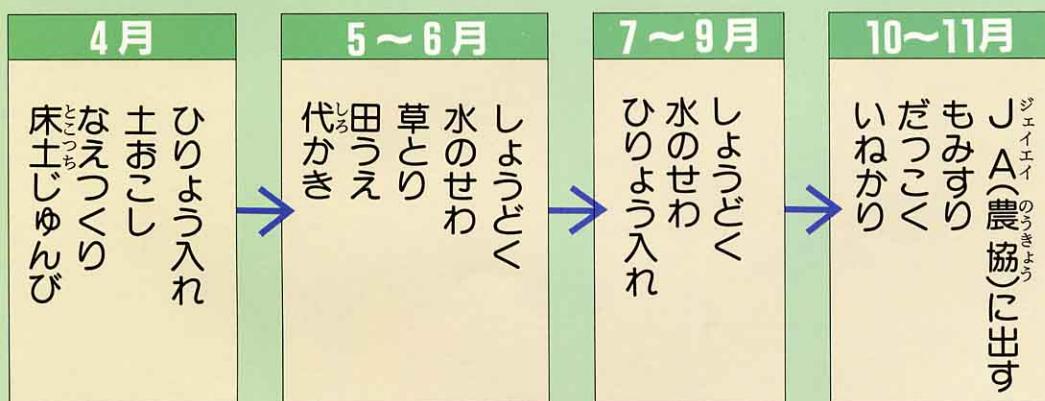 4月
床土じゅんび
とこつち
なえつくり
土おこし
ひりょう入れ
5～6月
代かき
しろ
田うえ
草とり
水のせわ
しょうどく
7～9月
ひりょう入れ
水のせわ
しょうどく
10～11月
いねかり
だっこく
もみすり
JA(農協)に出す
ジェイエイ のうきょう